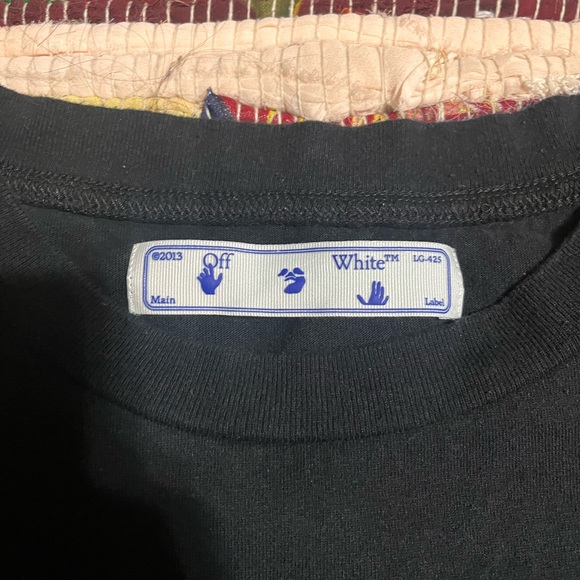 ©2013 Off White™ LG-425
Main Label